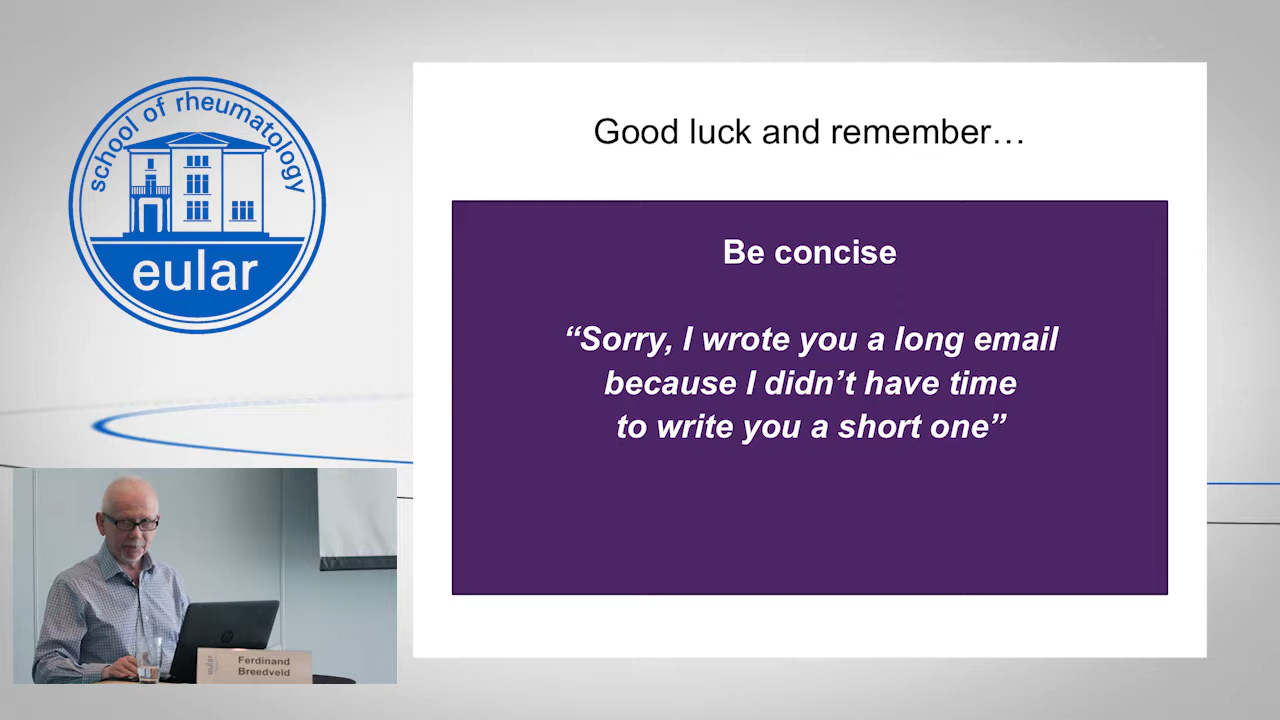 school of rheumatology
eular
Good luck and remember…
Be concise
“Sorry, I wrote you a long email
because I didn’t have time
to write you a short one”
eular
Ferdinand
Breedveld